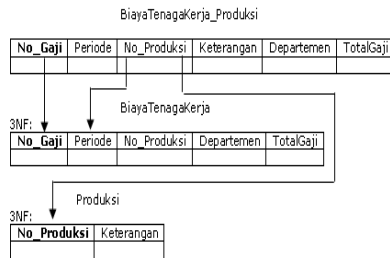 BiayaTenagaKerja_Produksi
No_Gaji Periode No_Produksi Keterangan Departemen TotalGaji
BiayaTenagaKerja
3NF:
No_Gaji Periode No_Produksi Departemen TotalGaji
Produksi
3NF:
No_Produksi Keterangan